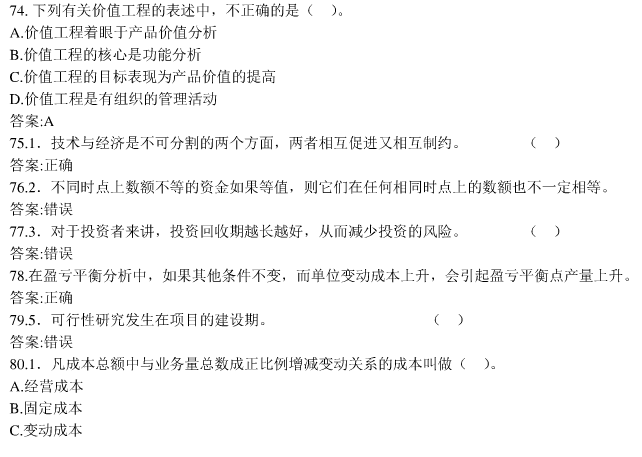 74. 下列有关价值工程的表述中，不正确的是（    ）。
A.价值工程着眼于产品价值分析
B.价值工程的核心是功能分析
C.价值工程的目标表现为产品价值的提高
D.价值工程是有组织的管理活动
答案:A
75.1．技术与经济是不可分割的两个方面，两者相互促进又相互制约。    （    ）
答案:正确
76.2．不同时点上数额不等的资金如果等值，则它们在任何相同时点上的数额也不一定相等。
答案:错误
77.3．对于投资者来讲，投资回收期越长越好，从而减少投资的风险。    （    ）
答案:错误
78.在盈亏平衡分析中，如果其他条件不变，而单位变动成本上升，会引起盈亏平衡点产量上升。
答案:正确
79.5．可行性研究发生在项目的建设期。    （    ）
答案:错误
80.1．凡成本总额中与业务量总数成正比例增减变动关系的成本叫做（    ）。
A.经营成本
B.固定成本
C.变动成本